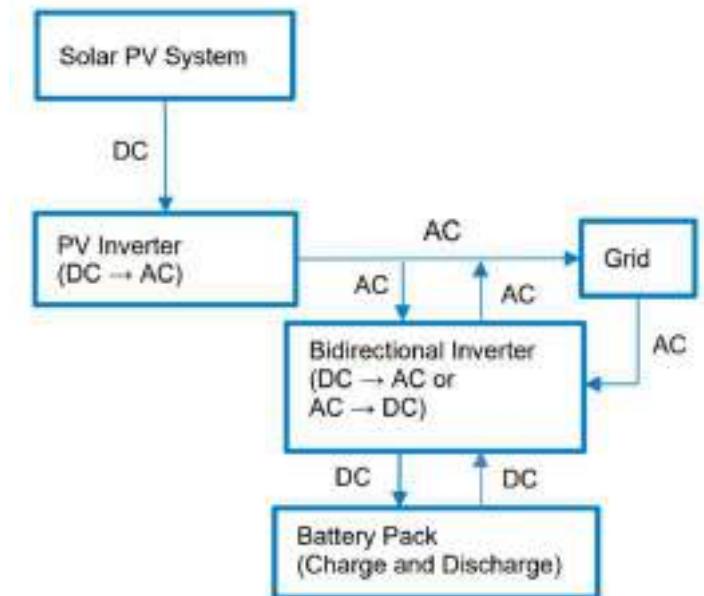 Solar PV System
DC
PV Inverter
(DC → AC)
AC
Grid
AC
AC
AC
Bidirectional Inverter
(DC → AC or
AC → DC)
DC
DC
Battery Pack
(Charge and Discharge)